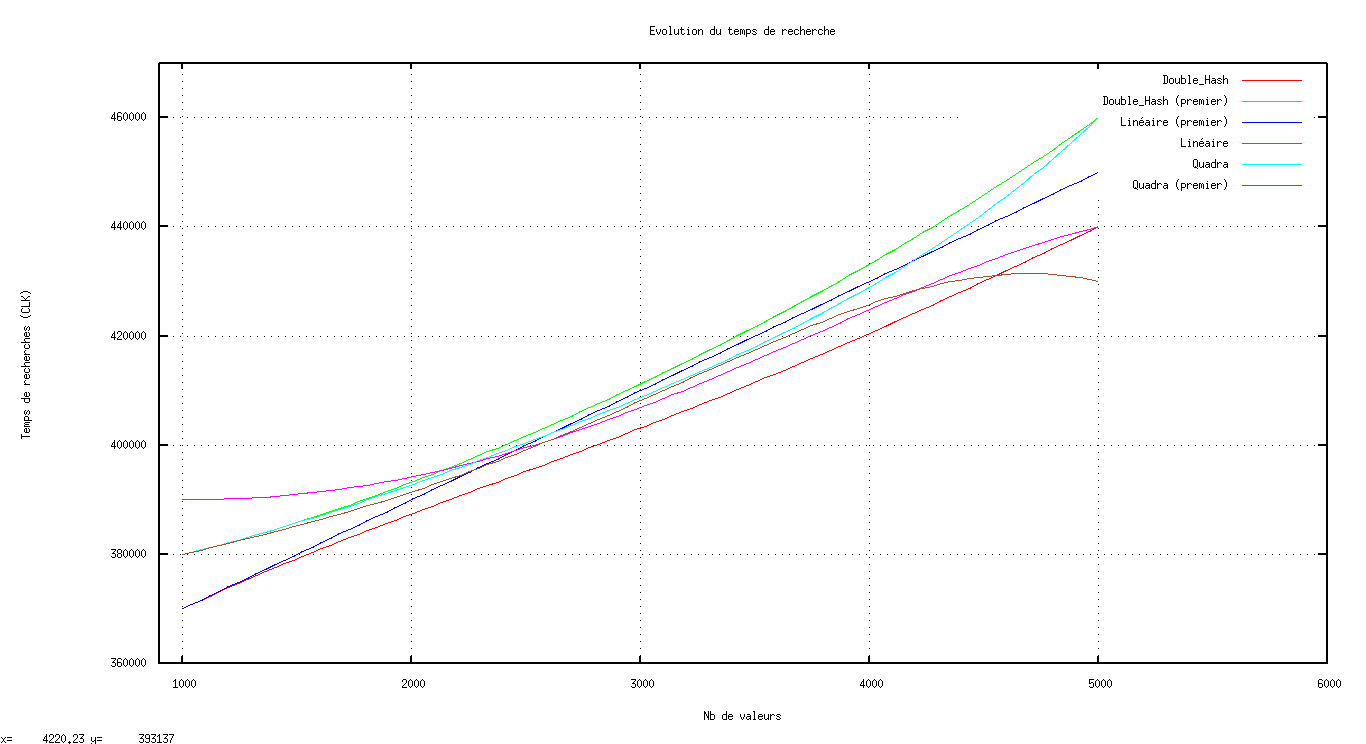 Evolution du temps de recherche
Double_Hash
Double_Hash (premier)
Linéaire (premier)
Linéaire
Quadra
Quadra (premier)
460000
440000
420000
400000
380000
360000
Temps de recherches (CLK)
1000 2000 3000 4000 5000 6000
Nb de valeurs
x= 4220.23 y= 393137